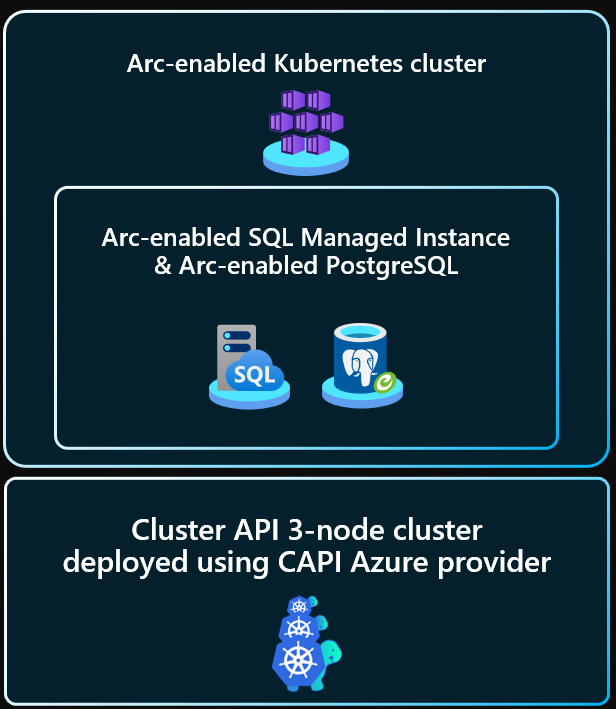 Arc-enabled Kubernetes cluster
Arc-enabled SQL Managed Instance
& Arc-enabled PostgreSQL
SQL
Cluster API 3-node cluster
deployed using CAPI Azure provider